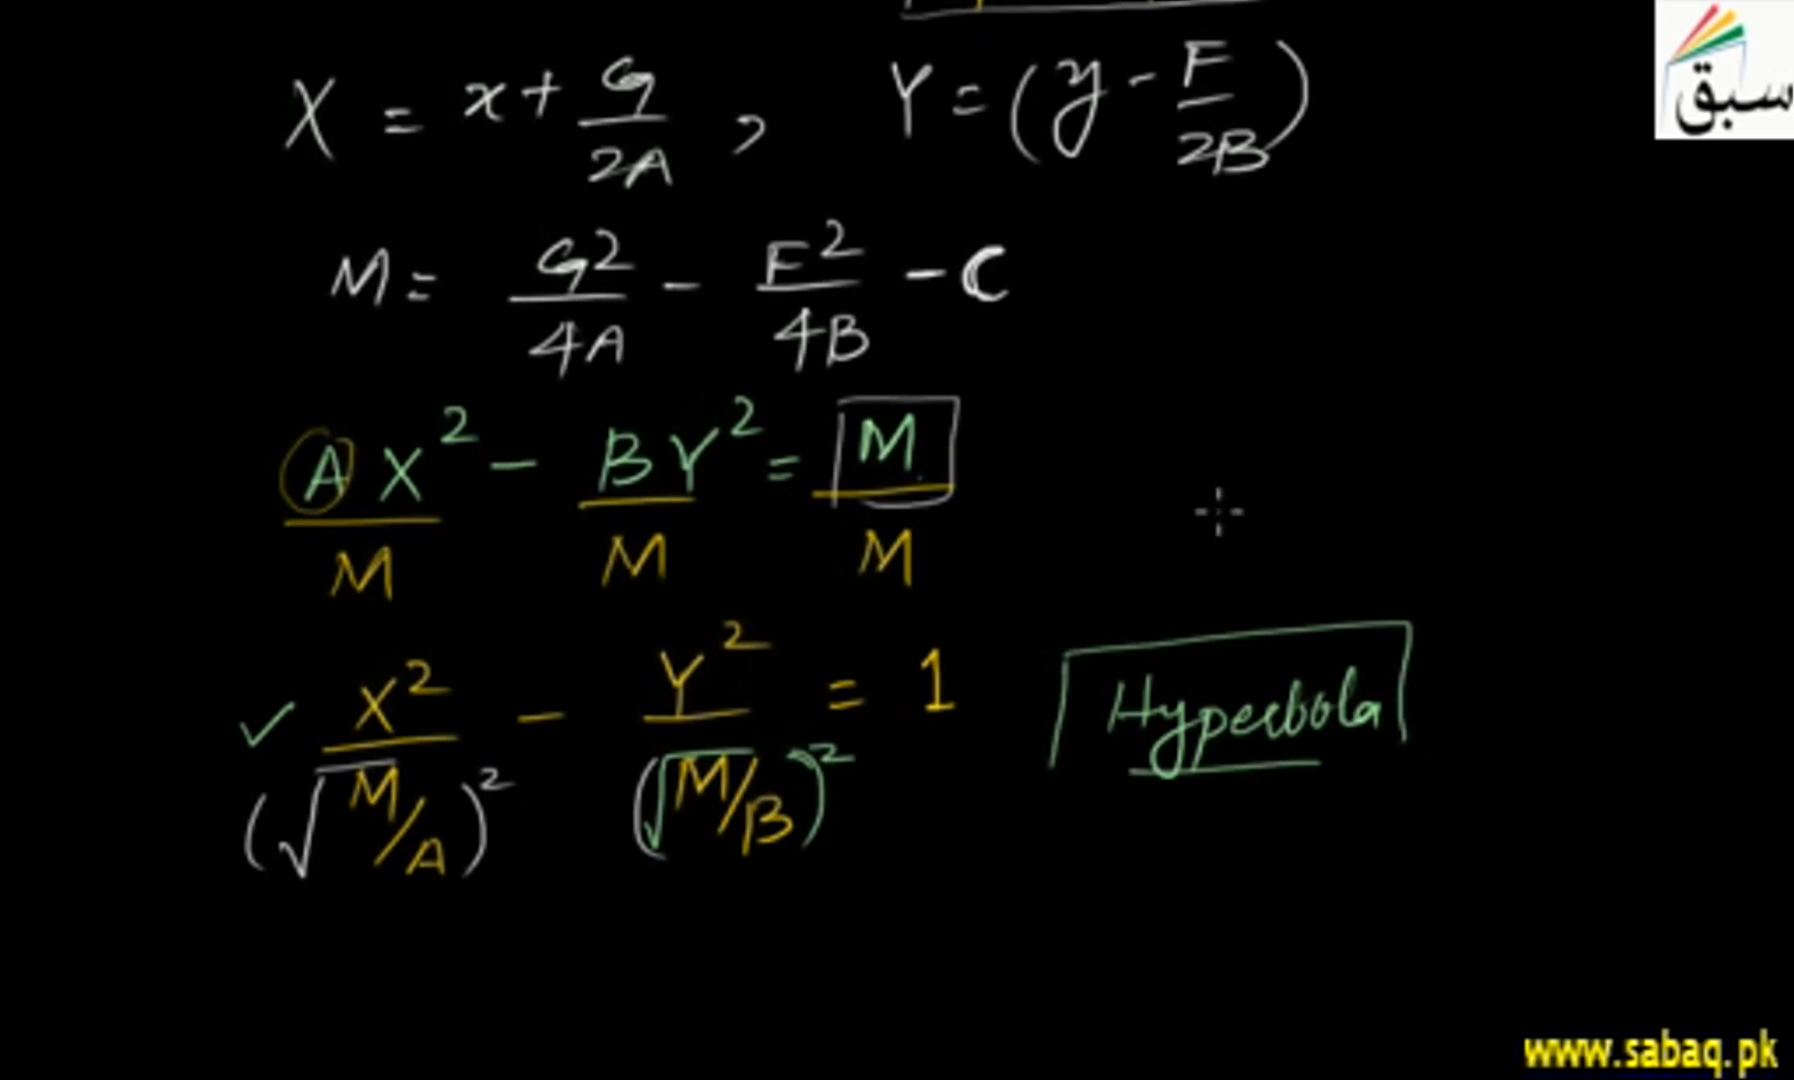 سبق
X = x + G/2A , Y = (y - F/2B)
M = G²/4A - F²/4B - C
AX²/M - BY²/M = M/M
✓ X²/(√M/A)² - Y²/(√M/B)² = 1 Hyperbola
www.sabaq.pk